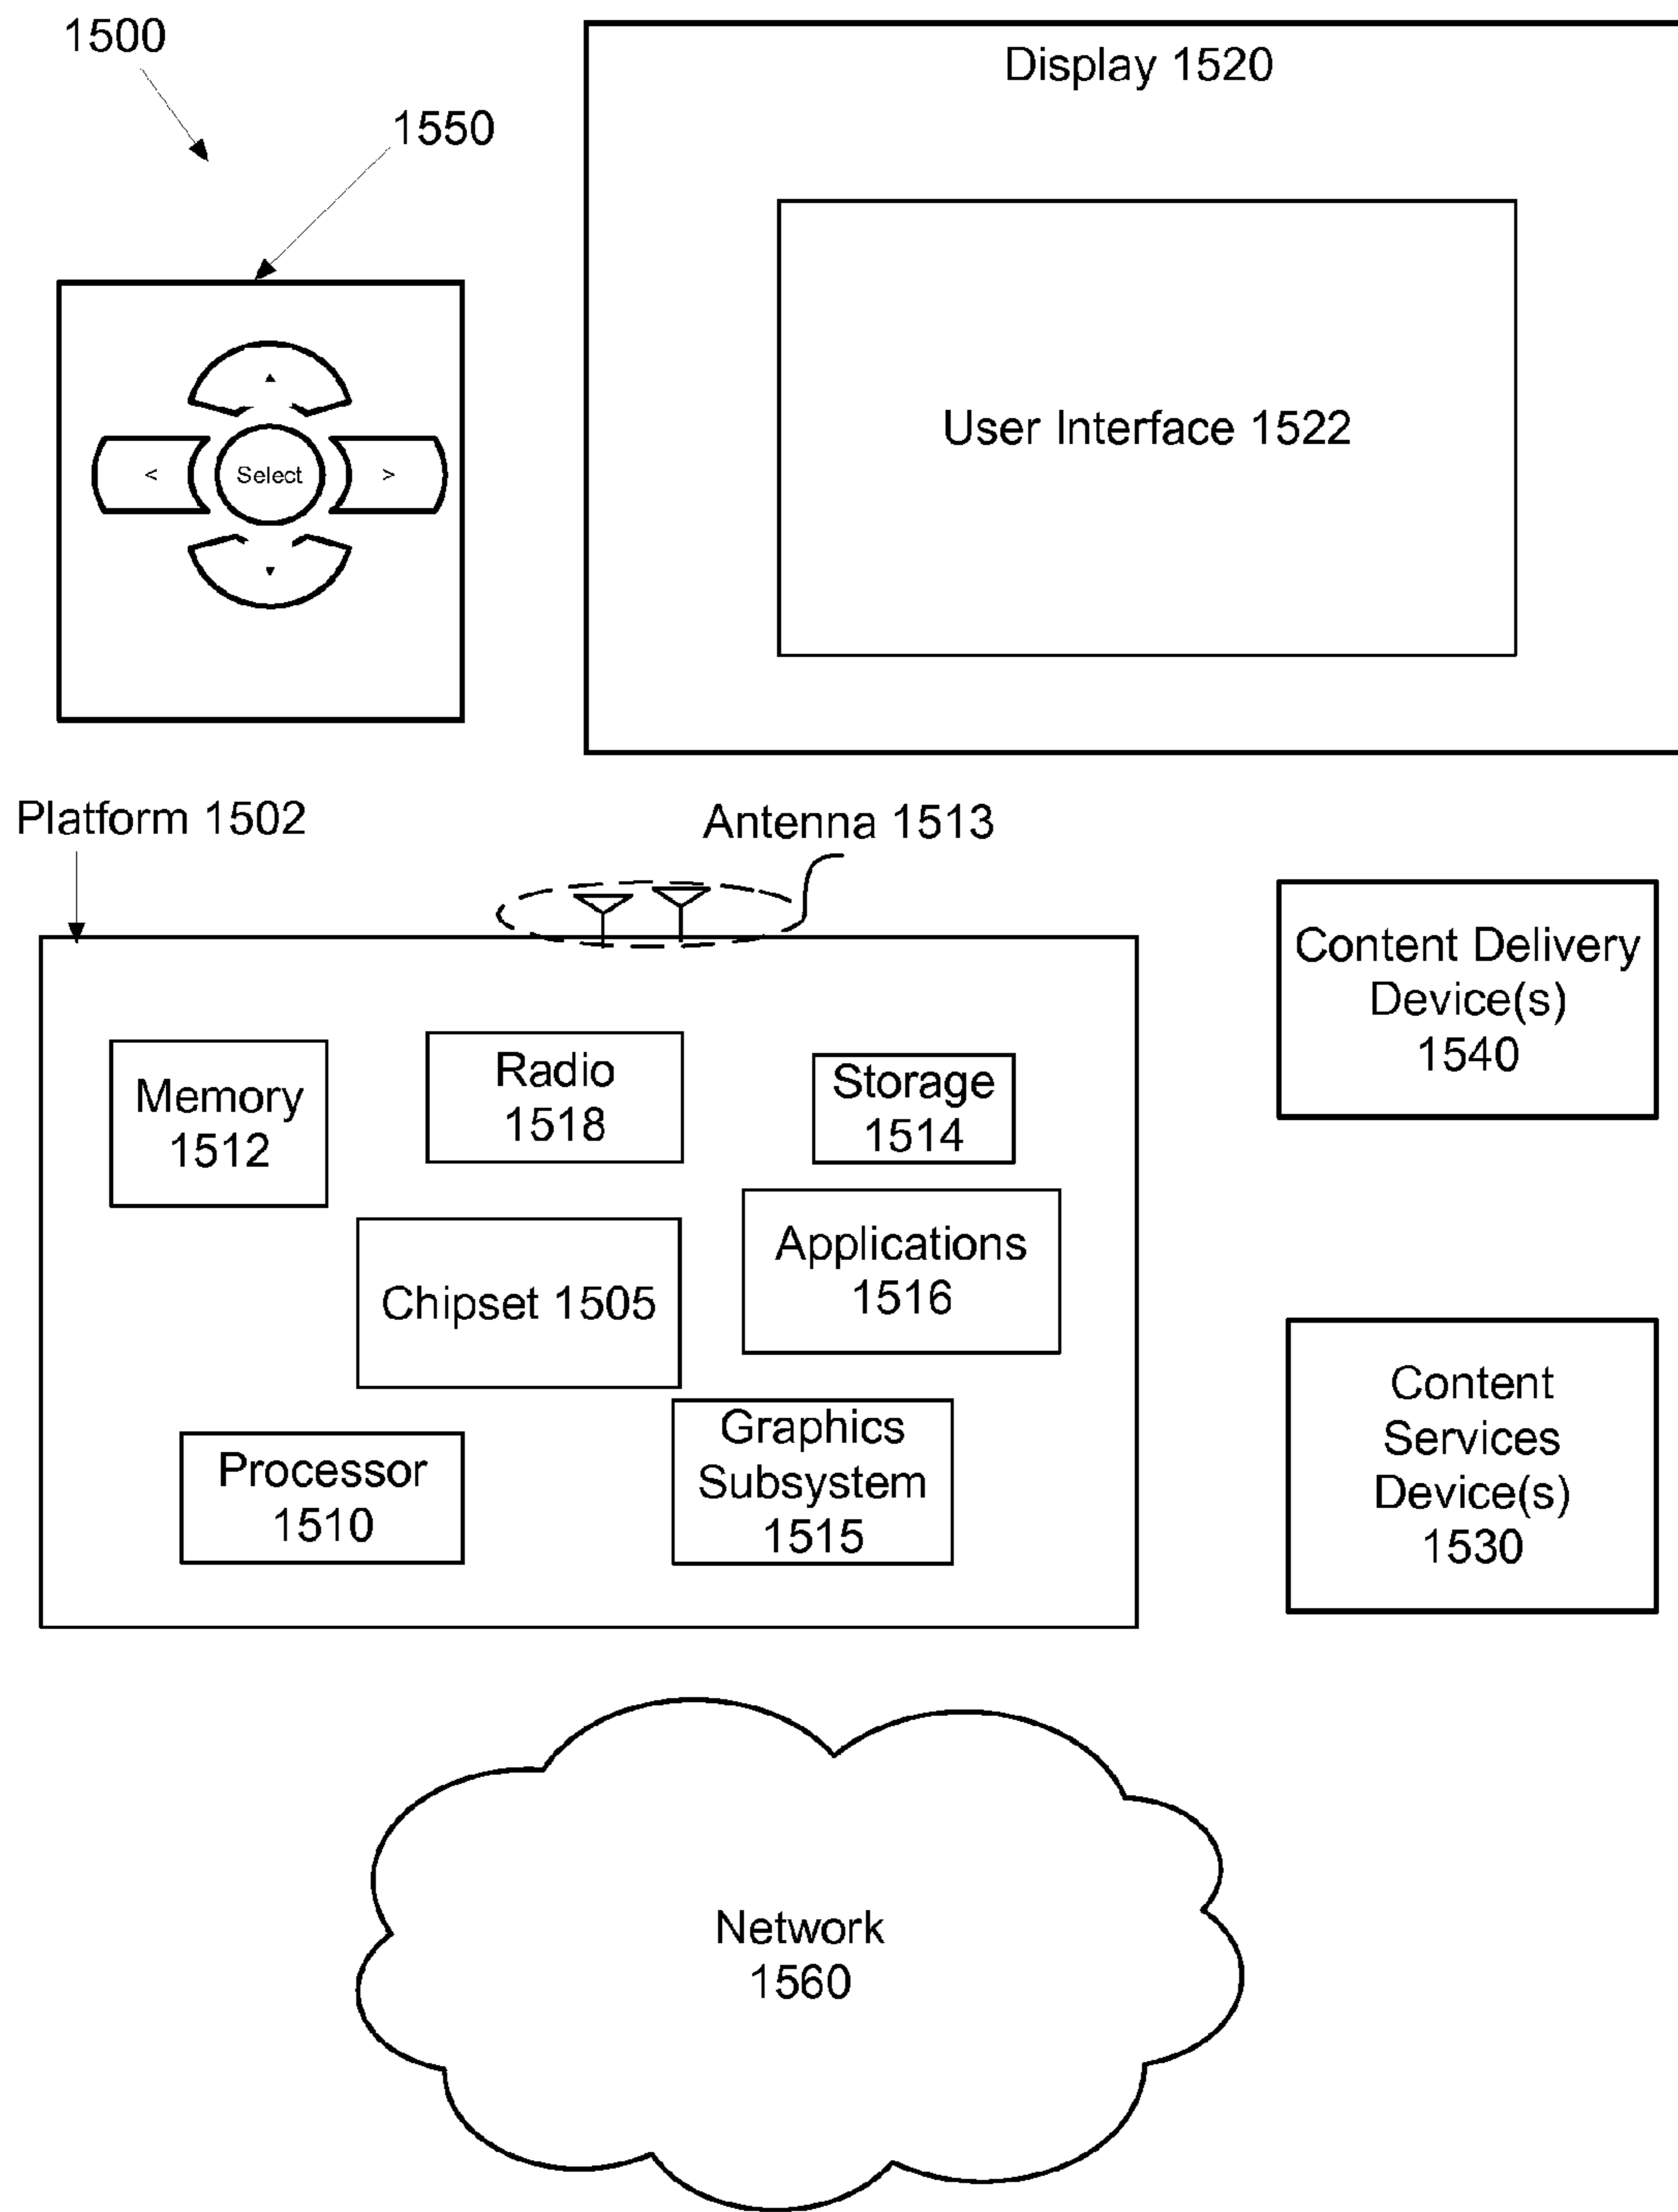 1500
Display 1520
1550
User Interface 1522
<
Select
>
Platform 1502
Antenna 1513
Content Delivery
Device(s)
1540
Memory
1512
Radio
1518
Storage
1514
Chipset 1505
Applications
1516
Processor
1510
Graphics
Subsystem
1515
Content
Services
Device(s)
1530
Network
1560